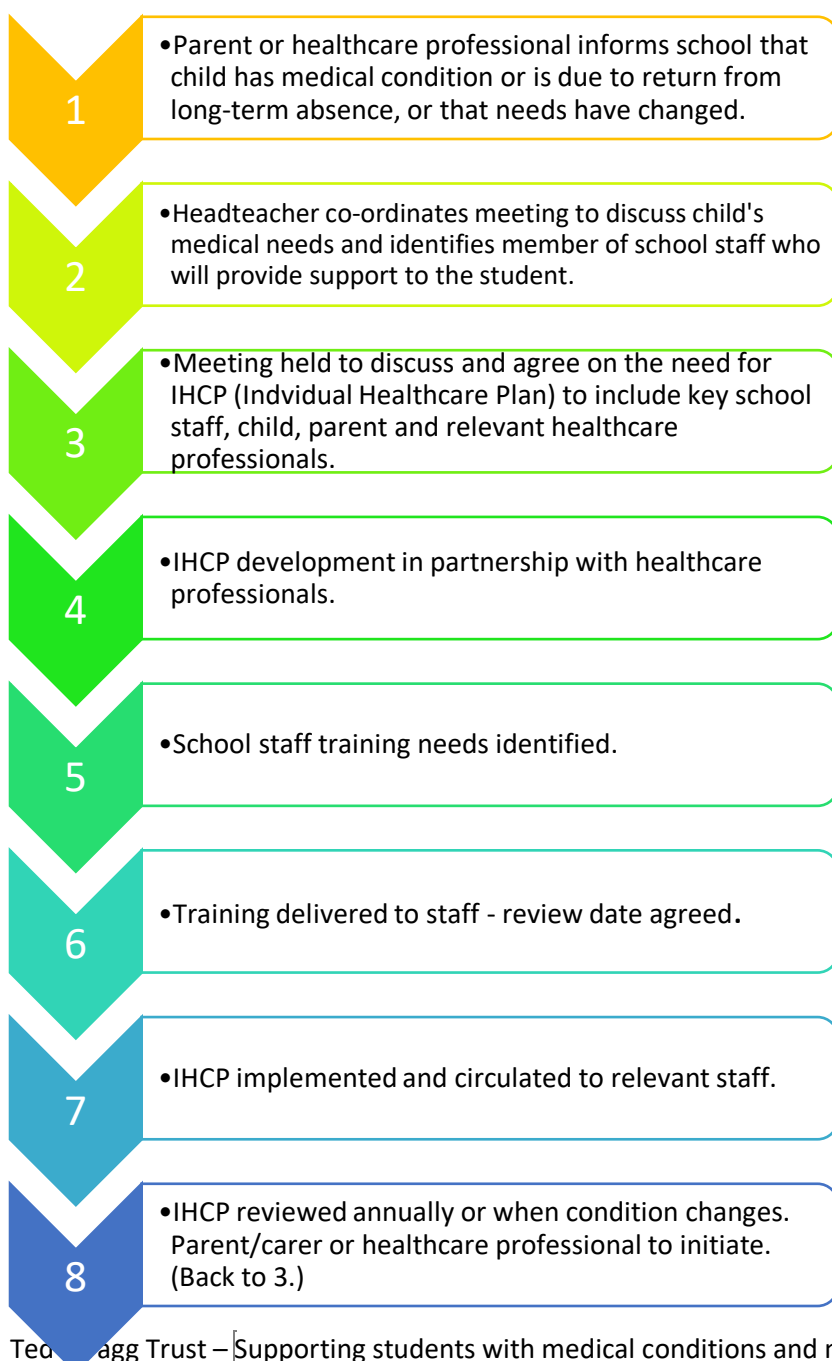 1
•Parent or healthcare professional informs school that
child has medical condition or is due to return from
long-term absence, or that needs have changed.
2
•Headteacher co-ordinates meeting to discuss child's
medical needs and identifies member of school staff who
will provide support to the student.
3
•Meeting held to discuss and agree on the need for
IHCP (Indvidual Healthcare Plan) to include key school
staff, child, parent and relevant healthcare
professionals.
4
•IHCP development in partnership with healthcare
professionals.
5
•School staff training needs identified.
6
•Training delivered to staff - review date agreed.
7
•IHCP implemented and circulated to relevant staff.
8
•IHCP reviewed annually or when condition changes.
Parent/carer or healthcare professional to initiate.
(Back to 3.)
Ted agg Trust – Supporting students with medical conditions and